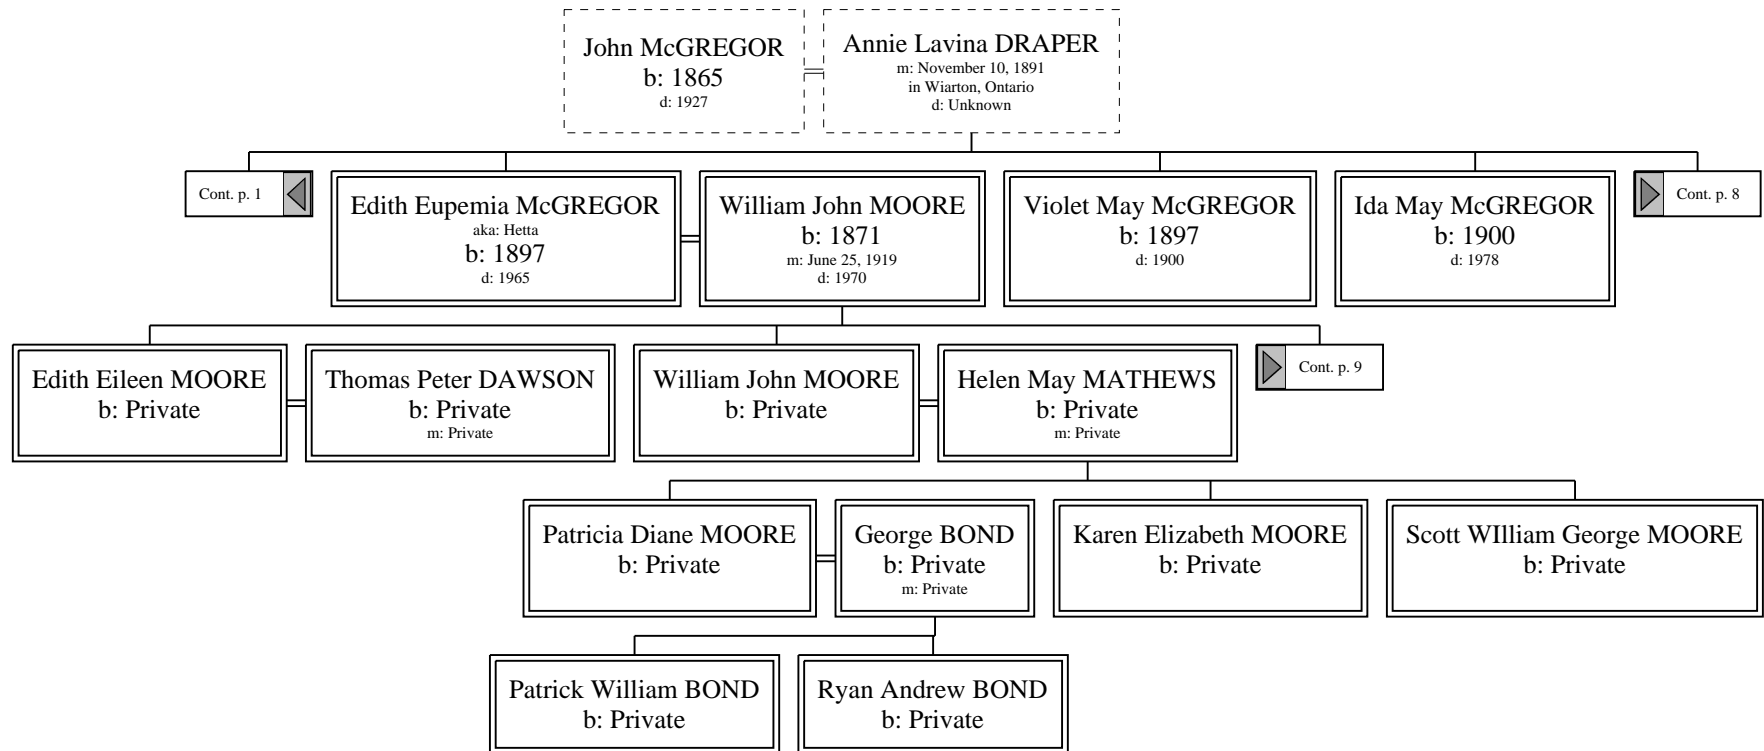 John McGREGOR
b: 1865
d: 1927
Annie Lavina DRAPER
m: November 10, 1891
in Wiarton, Ontario
d: Unknown
Cont. p. 1
Edith Eupemia McGREGOR
aka: Hetta
b: 1897
d: 1965
William John MOORE
b: 1871
m: June 25, 1919
d: 1970
Violet May McGREGOR
b: 1897
d: 1900
Ida May McGREGOR
b: 1900
d: 1978
Cont. p. 8
Edith Eileen MOORE
b: Private
Thomas Peter DAWSON
b: Private
m: Private
William John MOORE
b: Private
Helen May MATHEWS
b: Private
m: Private
Cont. p. 9
Patricia Diane MOORE
b: Private
George BOND
b: Private
m: Private
Karen Elizabeth MOORE
b: Private
Scott WIlliam George MOORE
b: Private
Patrick William BOND
b: Private
Ryan Andrew BOND
b: Private